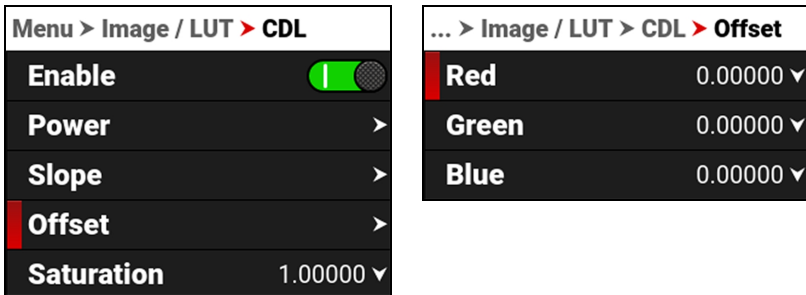 Menu > Image / LUT > CDL
Enable
Power
Slope
Offset
Saturation 1.00000
... > Image / LUT > CDL > Offset
Red 0.00000
Green 0.00000
Blue 0.00000